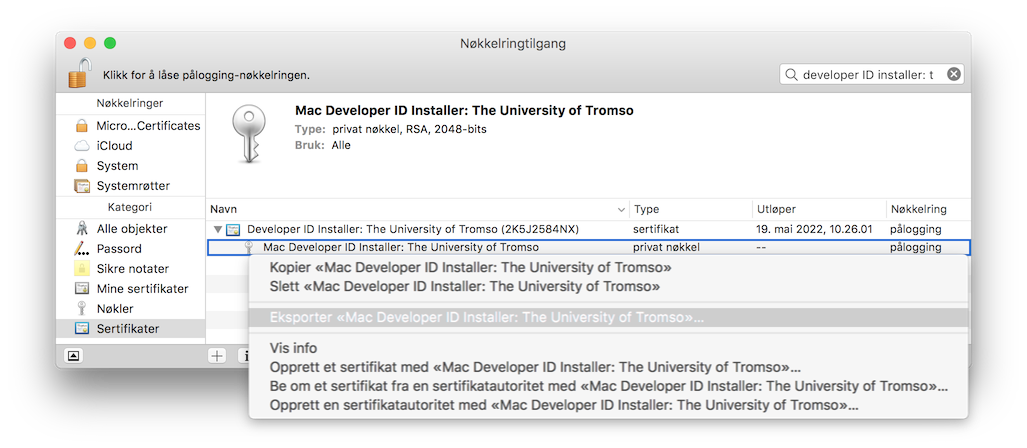 Nøkkelringtilgang
Klikk for å låse pålogging-nøkkelringen.
developer ID installer: t
Nøkkelringer
Micro...Certificates
iCloud
System
Systemrøtter
Kategori
Alle objekter
Passord
Sikre notater
Mine sertifikater
Nøkler
Sertifikater
Mac Developer ID Installer: The University of Tromso
Type: privat nøkkel, RSA, 2048-bits
Bruk: Alle
Navn Type Utløper Nøkkelring
Developer ID Installer: The University of Tromso (2K5J2584NX) sertifikat 19. mai 2022, 10.26.01 pålogging
Mac Developer ID Installer: The University of Tromso privat nøkkel -- pålogging
Kopier «Mac Developer ID Installer: The University of Tromso»
Slett «Mac Developer ID Installer: The University of Tromso»
Eksporter «Mac Developer ID Installer: The University of Tromso»...
Vis info
Opprett et sertifikat med «Mac Developer ID Installer: The University of Tromso»...
Be om et sertifikat fra en sertifikatautoritet med «Mac Developer ID Installer: The University of Tromso»...
Opprett en sertifikatautoritet med «Mac Developer ID Installer: The University of Tromso»...